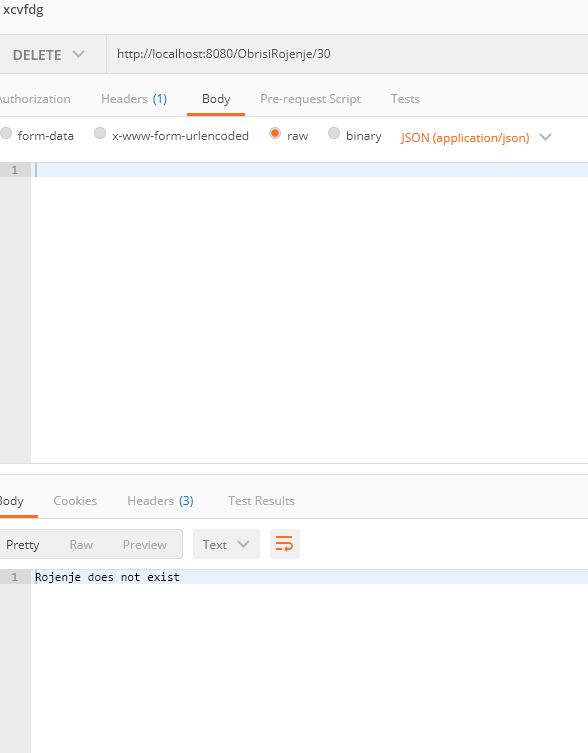 xcvfdg
DELETE http://localhost:8080/ObrisiRojenje/30
Authorization Headers (1) Body Pre-request Script Tests
form-data x-www-form-urlencoded raw binary JSON (application/json)
1
Body Cookies Headers (3) Test Results
Pretty Raw Preview Text
1 Rojenje does not exist